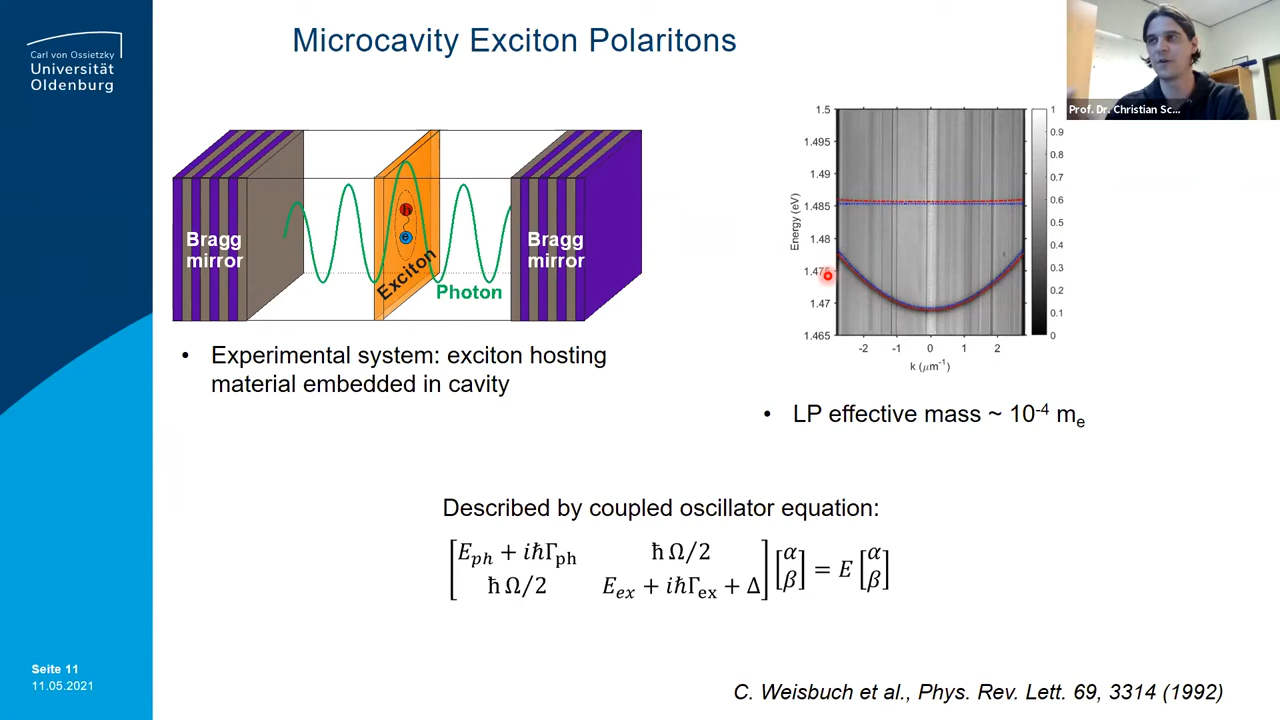 Carl von Ossietzky
Universität
Oldenburg
Microcavity Exciton Polaritons
Prof. Dr. Christian Sc...
Bragg
mirror
h
e
Exciton
Photon
Bragg
mirror
• Experimental system: exciton hosting
material embedded in cavity
Energy (eV)
1.5
1.495
1.49
1.485
1.48
1.475
1.47
1.465
-2 -1 0 1 2
k (μm⁻¹)
1
0.9
0.8
0.7
0.6
0.5
0.4
0.3
0.2
0.1
0
• LP effective mass ~ 10⁻⁴ mₑ
Described by coupled oscillator equation:
[E_ph + iħΓ_ph ħΩ/2] [α] = E [α]
[ħΩ/2 E_ex + iħΓ_ex + Δ] [β] [β]
Seite 11
11.05.2021
C. Weisbuch et al., Phys. Rev. Lett. 69, 3314 (1992)